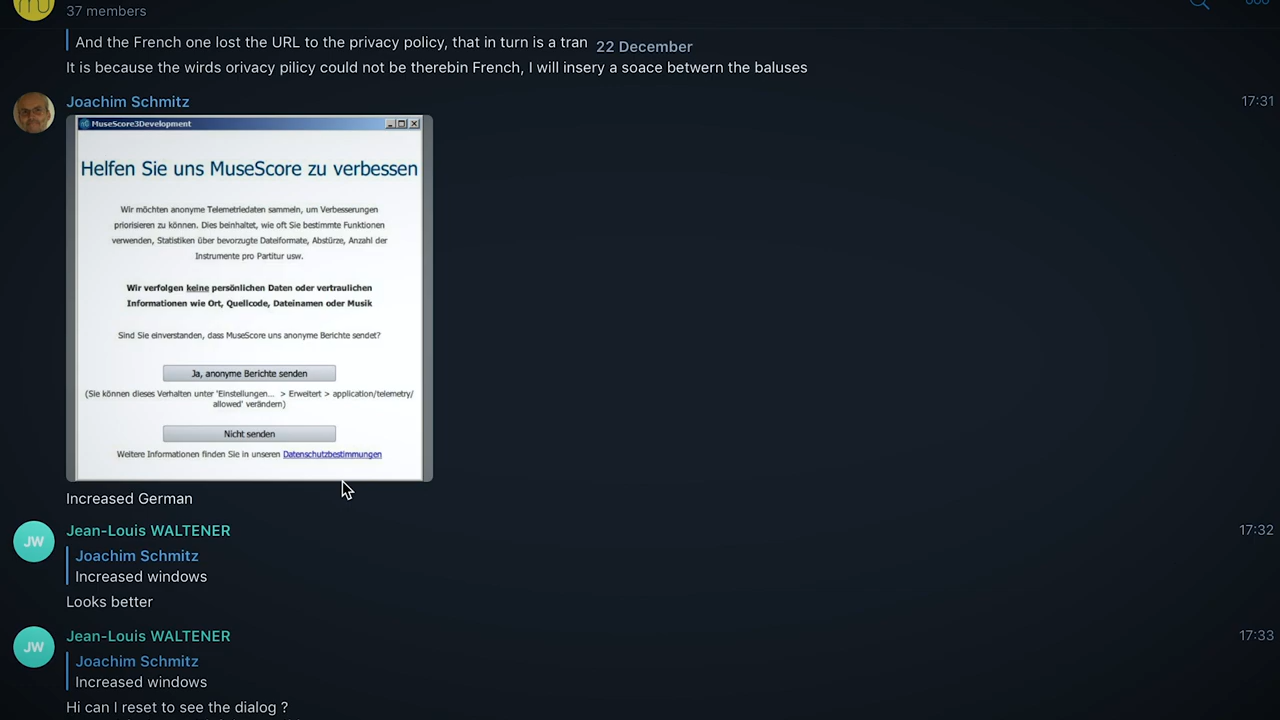 37 members
And the French one lost the URL to the privacy policy, that in turn is a tran
22 December
It is because the wirds orivacy pilicy could not be therebin French, I will insery a soace betwern the baluses
Joachim Schmitz
17:31
MuseScore3Development
Helfen Sie uns MuseScore zu verbessen
Wir möchten anonyme Telemetriedaten sammeln, um Verbesserungen
priorisieren zu können. Dies beinhaltet, wie oft Sie bestimmte Funktionen
verwenden, Statistiken über bevorzugte Dateiformate, Abstürze, Anzahl der
Instrumente pro Partitur usw.
Wir verfolgen keine persönlichen Daten oder vertraulichen
Informationen wie Ort, Quellcode, Dateinamen oder Musik
Sind Sie einverstanden, dass MuseScore uns anonyme Berichte sendet?
Ja, anonyme Berichte senden
(Sie können dieses Verhalten unter 'Einstellungen... > Erweitert > application/telemetry/
allowed' verändern)
Nicht senden
Weitere Informationen finden Sie in unseren Datenschutzbestimmungen
Increased German
JW
Jean-Louis WALTENER
17:32
Joachim Schmitz
Increased windows
Looks better
JW
Jean-Louis WALTENER
17:33
Joachim Schmitz
Increased windows
Hi can I reset to see the dialog ?